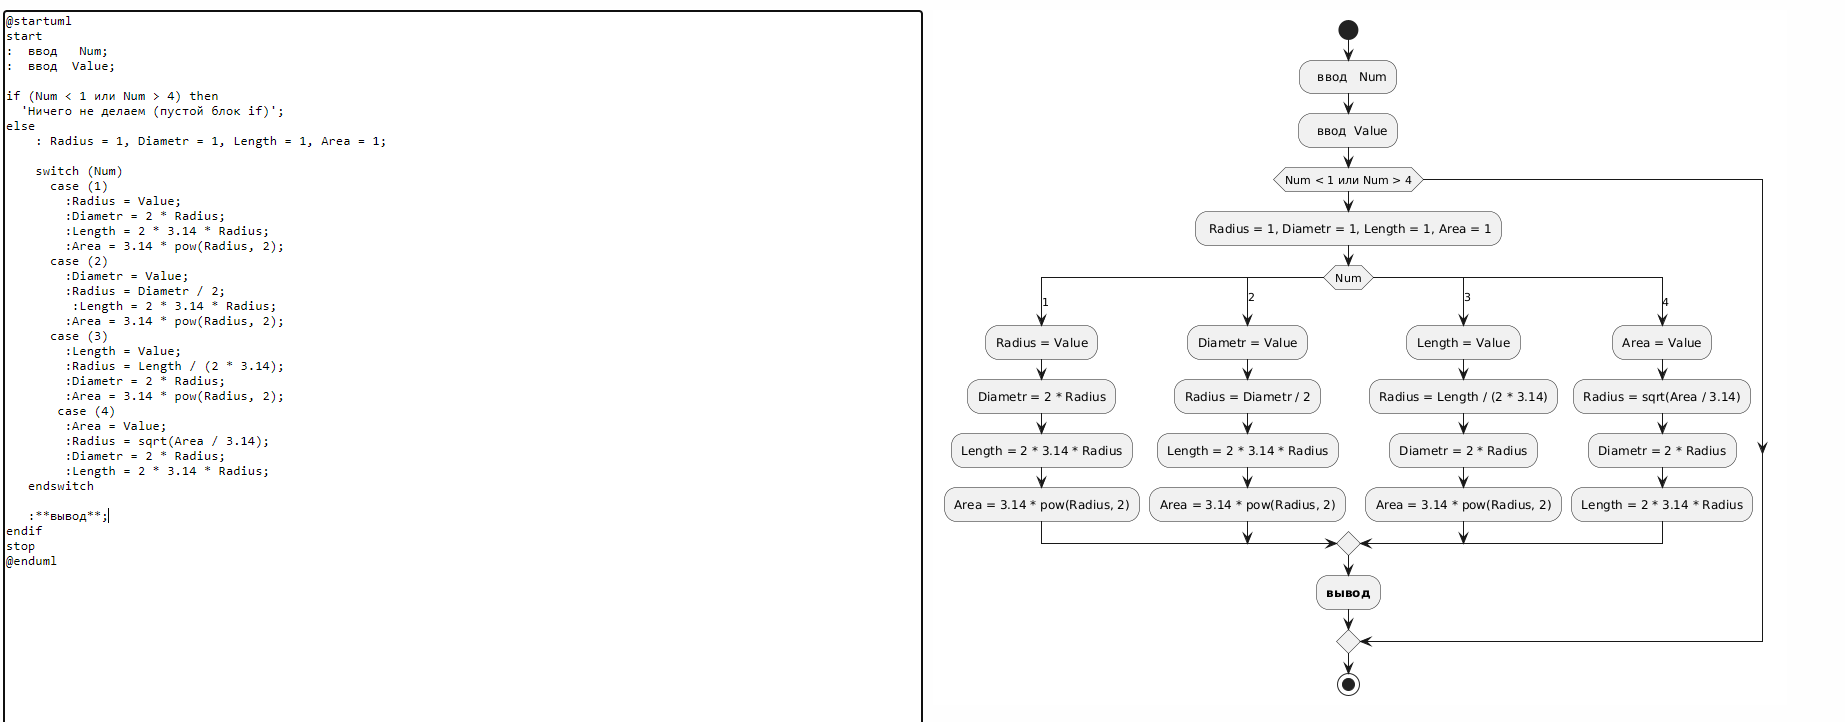 @startuml
start
:  ввод   Num;
:  ввод  Value;
if (Num < 1 или Num > 4) then
  'Ничего не делаем (пустой блок if)';
else
    : Radius = 1, Diametr = 1, Length = 1, Area = 1;
    switch (Num)
      case (1)
        :Radius = Value;
        :Diametr = 2 * Radius;
        :Length = 2 * 3.14 * Radius;
        :Area = 3.14 * pow(Radius, 2);
      case (2)
        :Diametr = Value;
        :Radius = Diametr / 2;
         :Length = 2 * 3.14 * Radius;
        :Area = 3.14 * pow(Radius, 2);
      case (3)
        :Length = Value;
        :Radius = Length / (2 * 3.14);
        :Diametr = 2 * Radius;
        :Area = 3.14 * pow(Radius, 2);
       case (4)
        :Area = Value;
        :Radius = sqrt(Area / 3.14);
        :Diametr = 2 * Radius;
        :Length = 2 * 3.14 * Radius;
   endswitch
   :**вывод**;
endif
stop
@enduml
ввод   Num
ввод  Value
Num < 1 или Num > 4
Radius = 1, Diametr = 1, Length = 1, Area = 1
Num
1
2
3
4
Radius = Value
Diametr = Value
Length = Value
Area = Value
Diametr = 2 * Radius
Radius = Diametr / 2
Radius = Length / (2 * 3.14)
Radius = sqrt(Area / 3.14)
Length = 2 * 3.14 * Radius
Length = 2 * 3.14 * Radius
Diametr = 2 * Radius
Diametr = 2 * Radius
Area = 3.14 * pow(Radius, 2)
Area = 3.14 * pow(Radius, 2)
Area = 3.14 * pow(Radius, 2)
Length = 2 * 3.14 * Radius
вывод